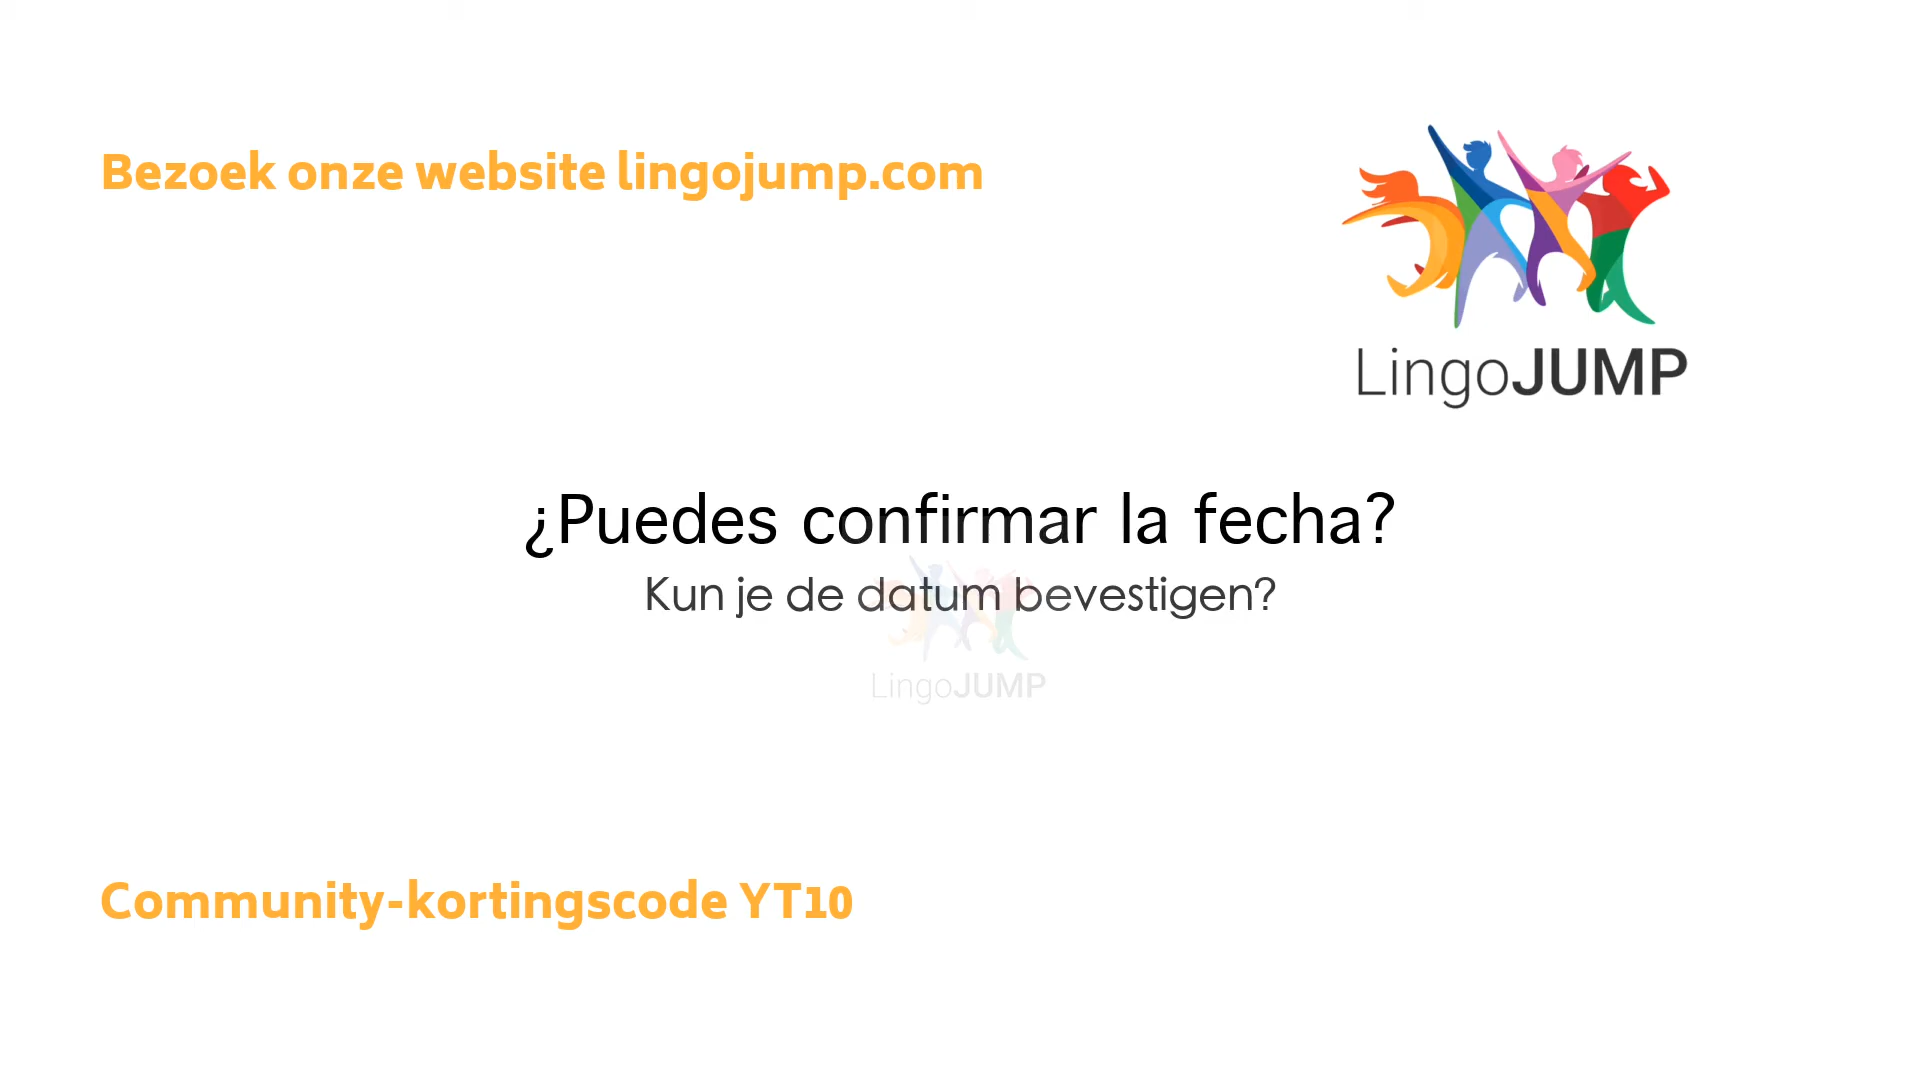 Bezoek onze website lingojump.com
LingoJUMP
¿Puedes confirmar la fecha?
Kun je de datum bevestigen?
LingoJUMP
Community-kortingscode YT10